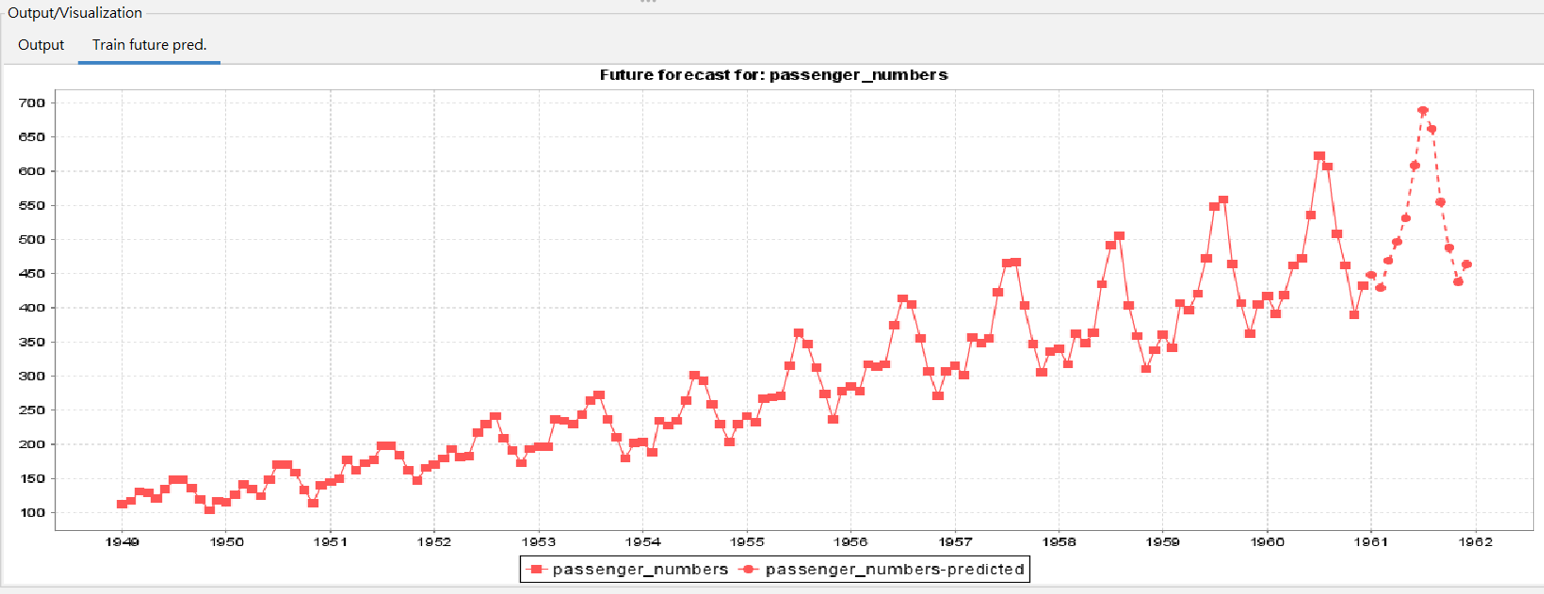 Output/Visualization
Output Train future pred.
Future forecast for: passenger_numbers
700
650
600
550
500
450
400
350
300
250
200
150
100
1949 1950 1951 1952 1953 1954 1955 1956 1957 1958 1959 1960 1961 1962
passenger_numbers passenger_numbers-predicted